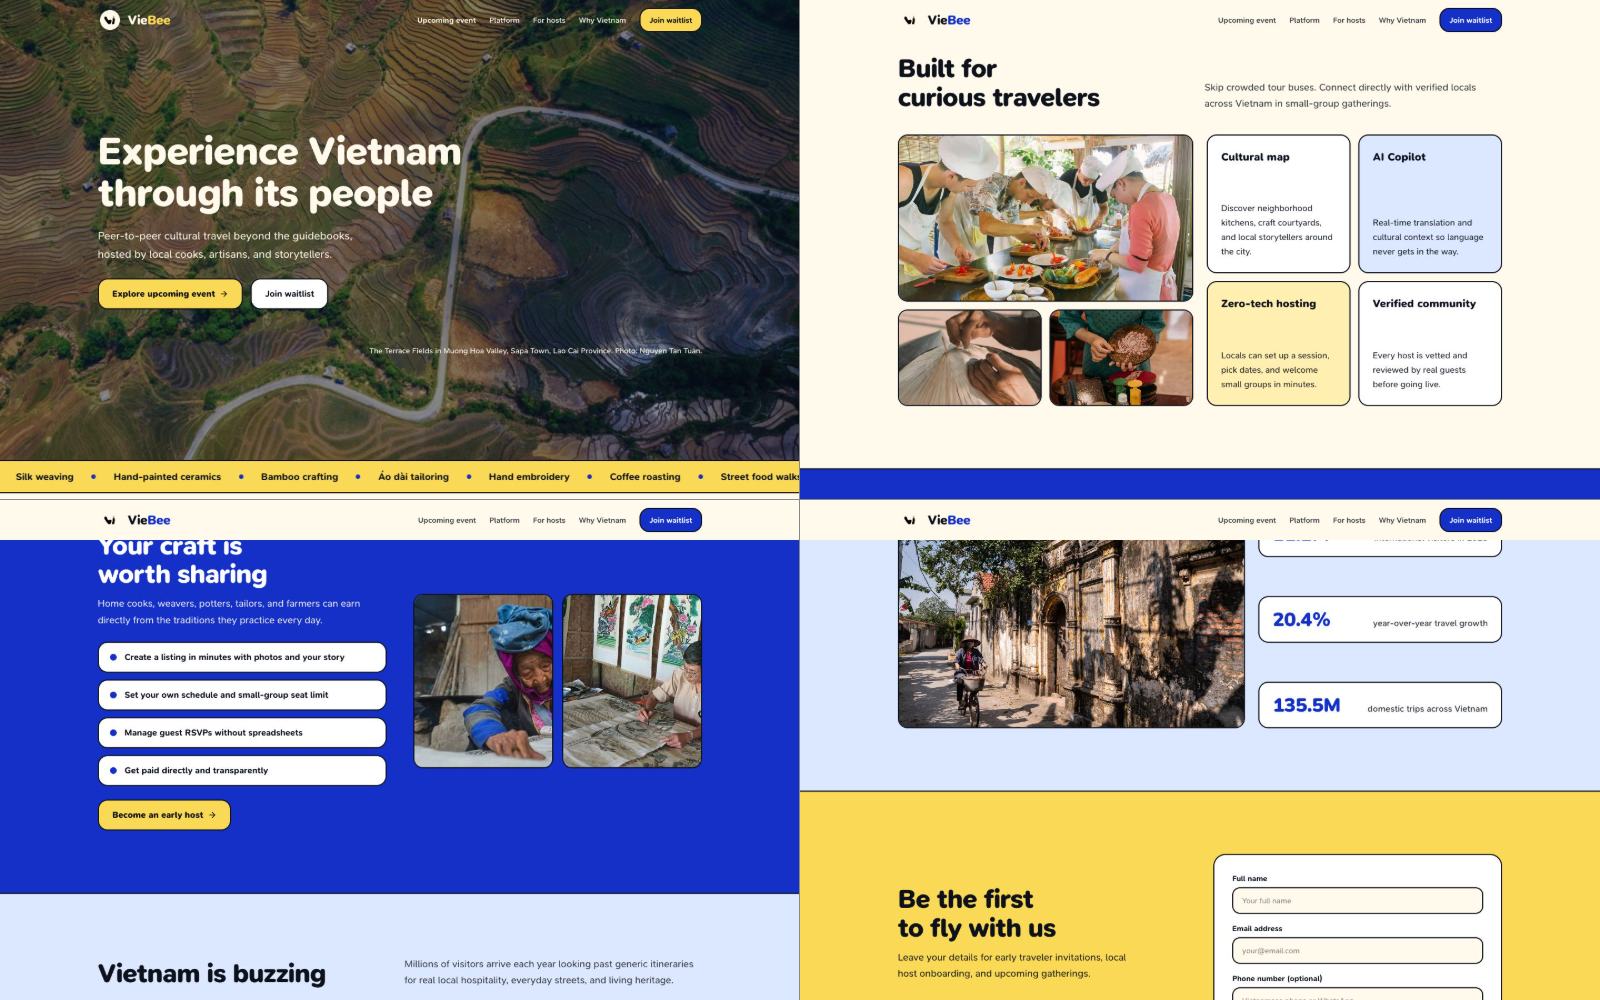 VieBee
Upcoming event
Platform
For hosts
Why Vietnam
Join waitlist
Experience Vietnam
through its people
Peer-to-peer cultural travel beyond the guidebooks,
hosted by local cooks, artisans, and storytellers.
Explore upcoming event →
Join waitlist
The Terrace Fields in Muong Hoa Valley, Sapa Town, Lao Cai Province. Photo: Nguyen Tan Tuan.
Silk weaving
Hand-painted ceramics
Bamboo crafting
Áo dài tailoring
Hand embroidery
Coffee roasting
Street food walks
VieBee
Upcoming event
Platform
For hosts
Why Vietnam
Join waitlist
Built for
curious travelers
Skip crowded tour buses. Connect directly with verified locals
across Vietnam in small-group gatherings.
Cultural map
Discover neighborhood
kitchens, craft courtyards,
and local storytellers around
the city.
AI Copilot
Real-time translation and
cultural context so language
never gets in the way.
Zero-tech hosting
Locals can set up a session,
pick dates, and welcome
small groups in minutes.
Verified community
Every host is vetted and
reviewed by real guests
before going live.
VieBee
Upcoming event
Platform
For hosts
Why Vietnam
Join waitlist
Your craft is
worth sharing
Home cooks, weavers, potters, tailors, and farmers can earn
directly from the traditions they practice every day.
Create a listing in minutes with photos and your story
Set your own schedule and small-group seat limit
Manage guest RSVPs without spreadsheets
Get paid directly and transparently
Become an early host →
Vietnam is buzzing
Millions of visitors arrive each year looking past generic itineraries
for real local hospitality, everyday streets, and living heritage.
VieBee
Upcoming event
Platform
For hosts
Why Vietnam
Join waitlist
20.4%
year-over-year travel growth
135.5M
domestic trips across Vietnam
Be the first
to fly with us
Leave your details for early traveler invitations, local
host onboarding, and upcoming gatherings.
Full name
Your full name
Email address
your@email.com
Phone number (optional)